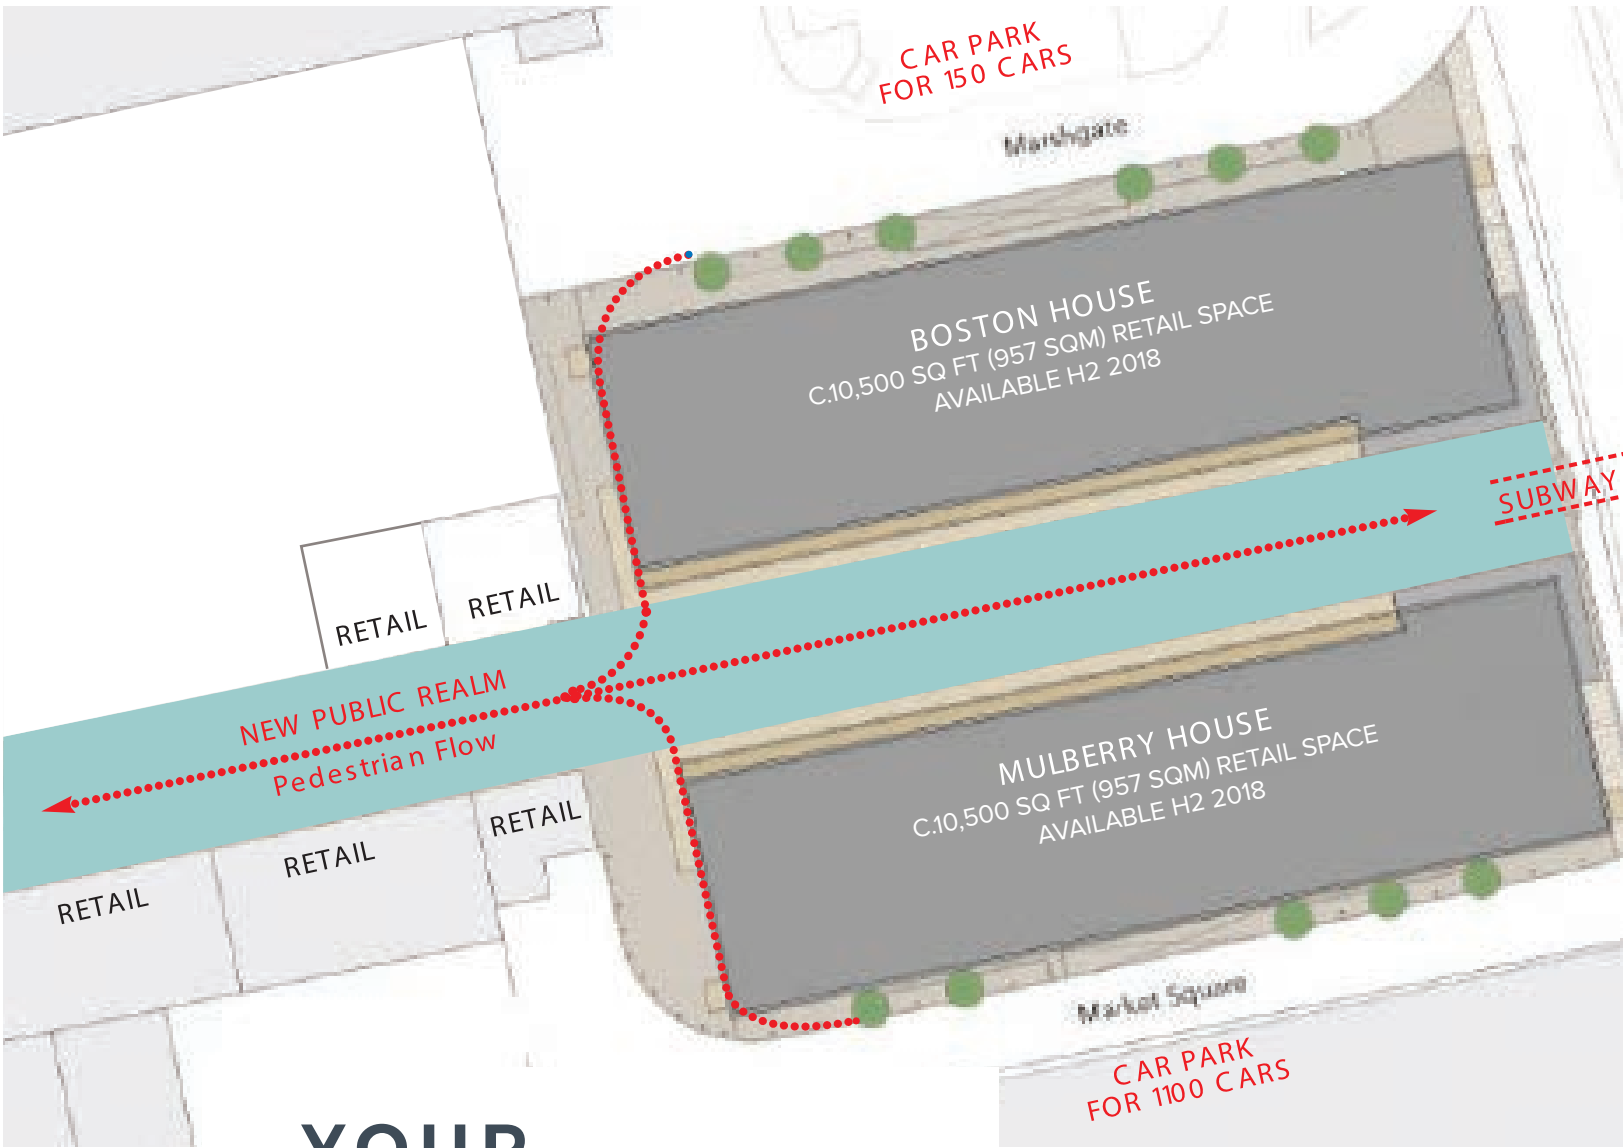 CAR PARK
FOR 150 CARS
Marshgate
BOSTON HOUSE
C.10,500 SQ FT (957 SQM) RETAIL SPACE
AVAILABLE H2 2018
SUBWAY
RETAIL
RETAIL
NEW PUBLIC REALM
Pedestrian Flow
MULBERRY HOUSE
C.10,500 SQ FT (957 SQM) RETAIL SPACE
AVAILABLE H2 2018
RETAIL
RETAIL
RETAIL
Market Square
CAR PARK
FOR 1100 CARS
YOUR